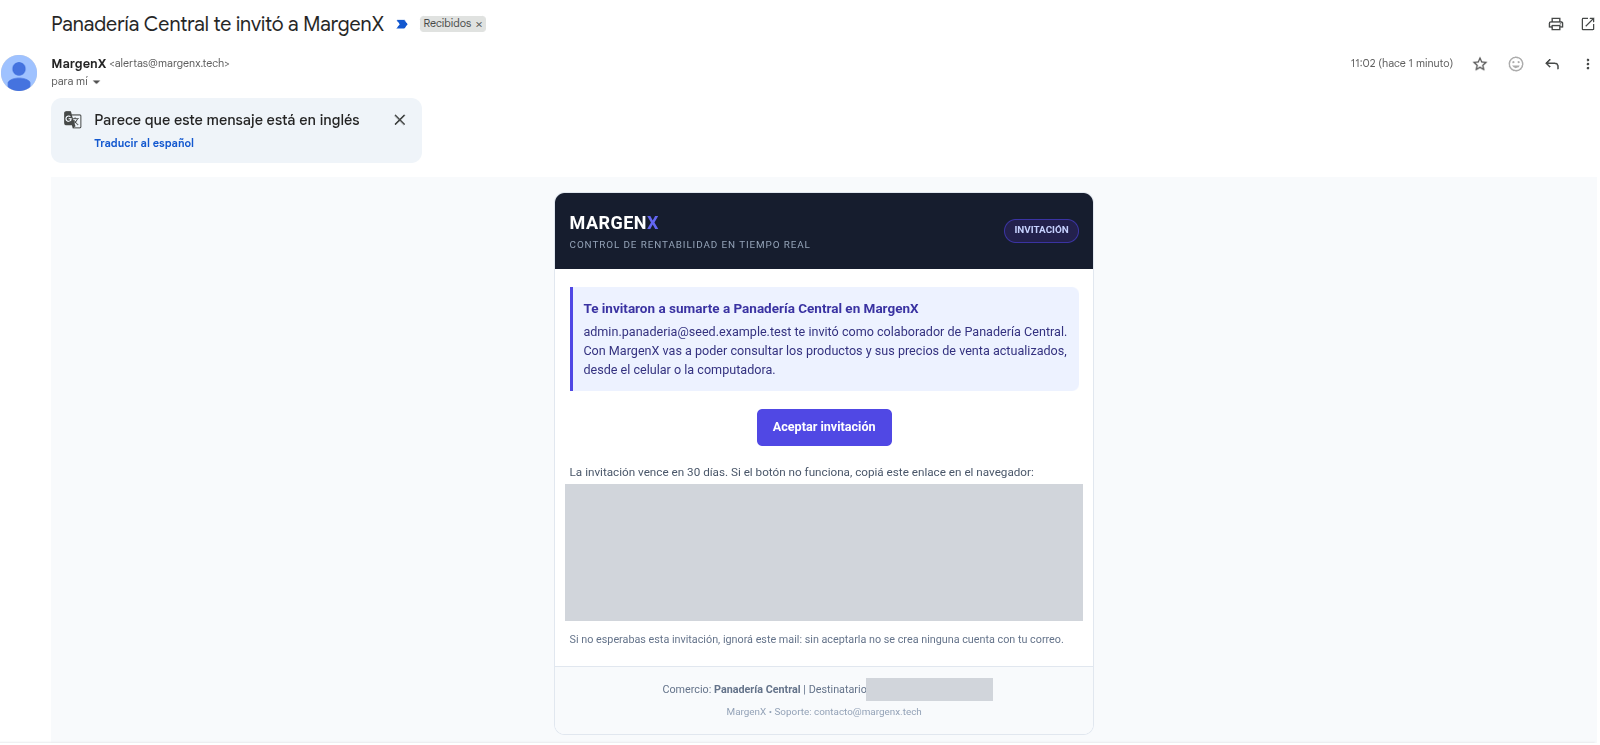 Panadería Central te invitó a MargenX
Recibidos ×
MargenX <alertas@margenx.tech>
11:02 (hace 1 minuto)
para mí
Parece que este mensaje está en inglés
Traducir al español
MARGENX
CONTROL DE RENTABILIDAD EN TIEMPO REAL
INVITACIÓN
Te invitaron a sumarte a Panadería Central en MargenX
admin.panaderia@seed.example.test te invitó como colaborador de Panadería Central.
Con MargenX vas a poder consultar los productos y sus precios de venta actualizados,
desde el celular o la computadora.
Aceptar invitación
La invitación vence en 30 días. Si el botón no funciona, copiá este enlace en el navegador:
Si no esperabas esta invitación, ignorá este mail: sin aceptarla no se crea ninguna cuenta con tu correo.
Comercio: Panadería Central | Destinatario
MargenX • Soporte: contacto@margenx.tech